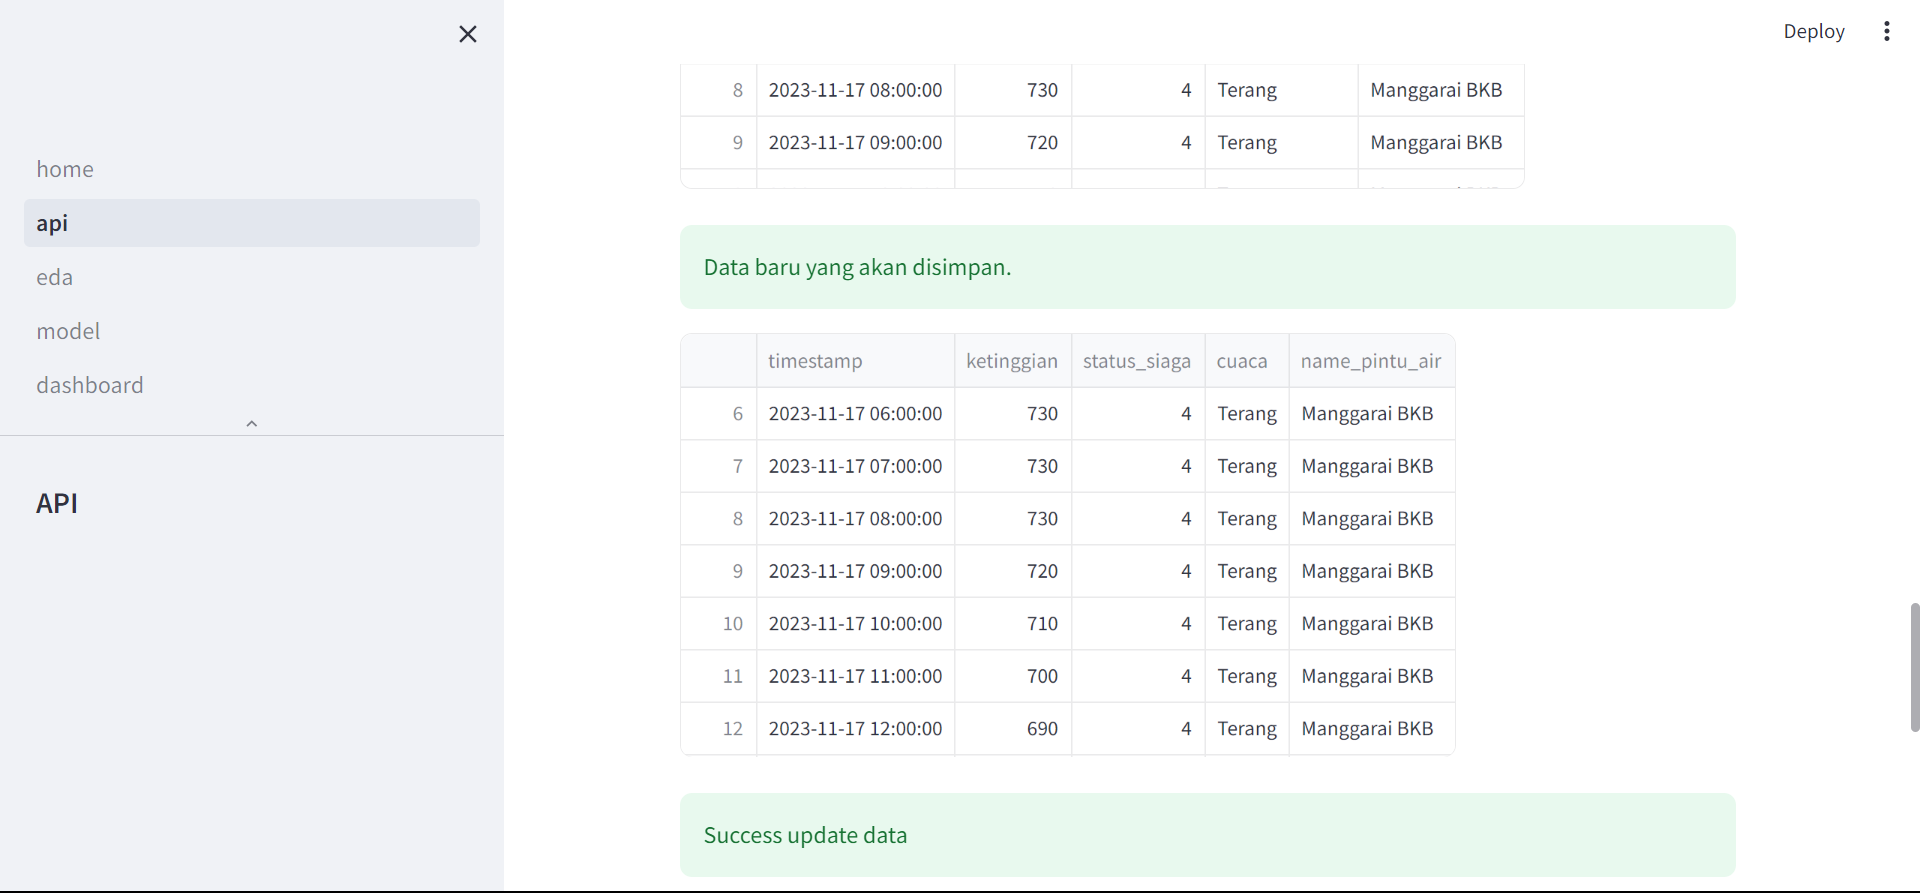 Deploy
home
api
eda
model
dashboard
API
8 2023-11-17 08:00:00 730 4 Terang Manggarai BKB
9 2023-11-17 09:00:00 720 4 Terang Manggarai BKB
Data baru yang akan disimpan.
timestamp ketinggian status_siaga cuaca name_pintu_air
6 2023-11-17 06:00:00 730 4 Terang Manggarai BKB
7 2023-11-17 07:00:00 730 4 Terang Manggarai BKB
8 2023-11-17 08:00:00 730 4 Terang Manggarai BKB
9 2023-11-17 09:00:00 720 4 Terang Manggarai BKB
10 2023-11-17 10:00:00 710 4 Terang Manggarai BKB
11 2023-11-17 11:00:00 700 4 Terang Manggarai BKB
12 2023-11-17 12:00:00 690 4 Terang Manggarai BKB
Success update data